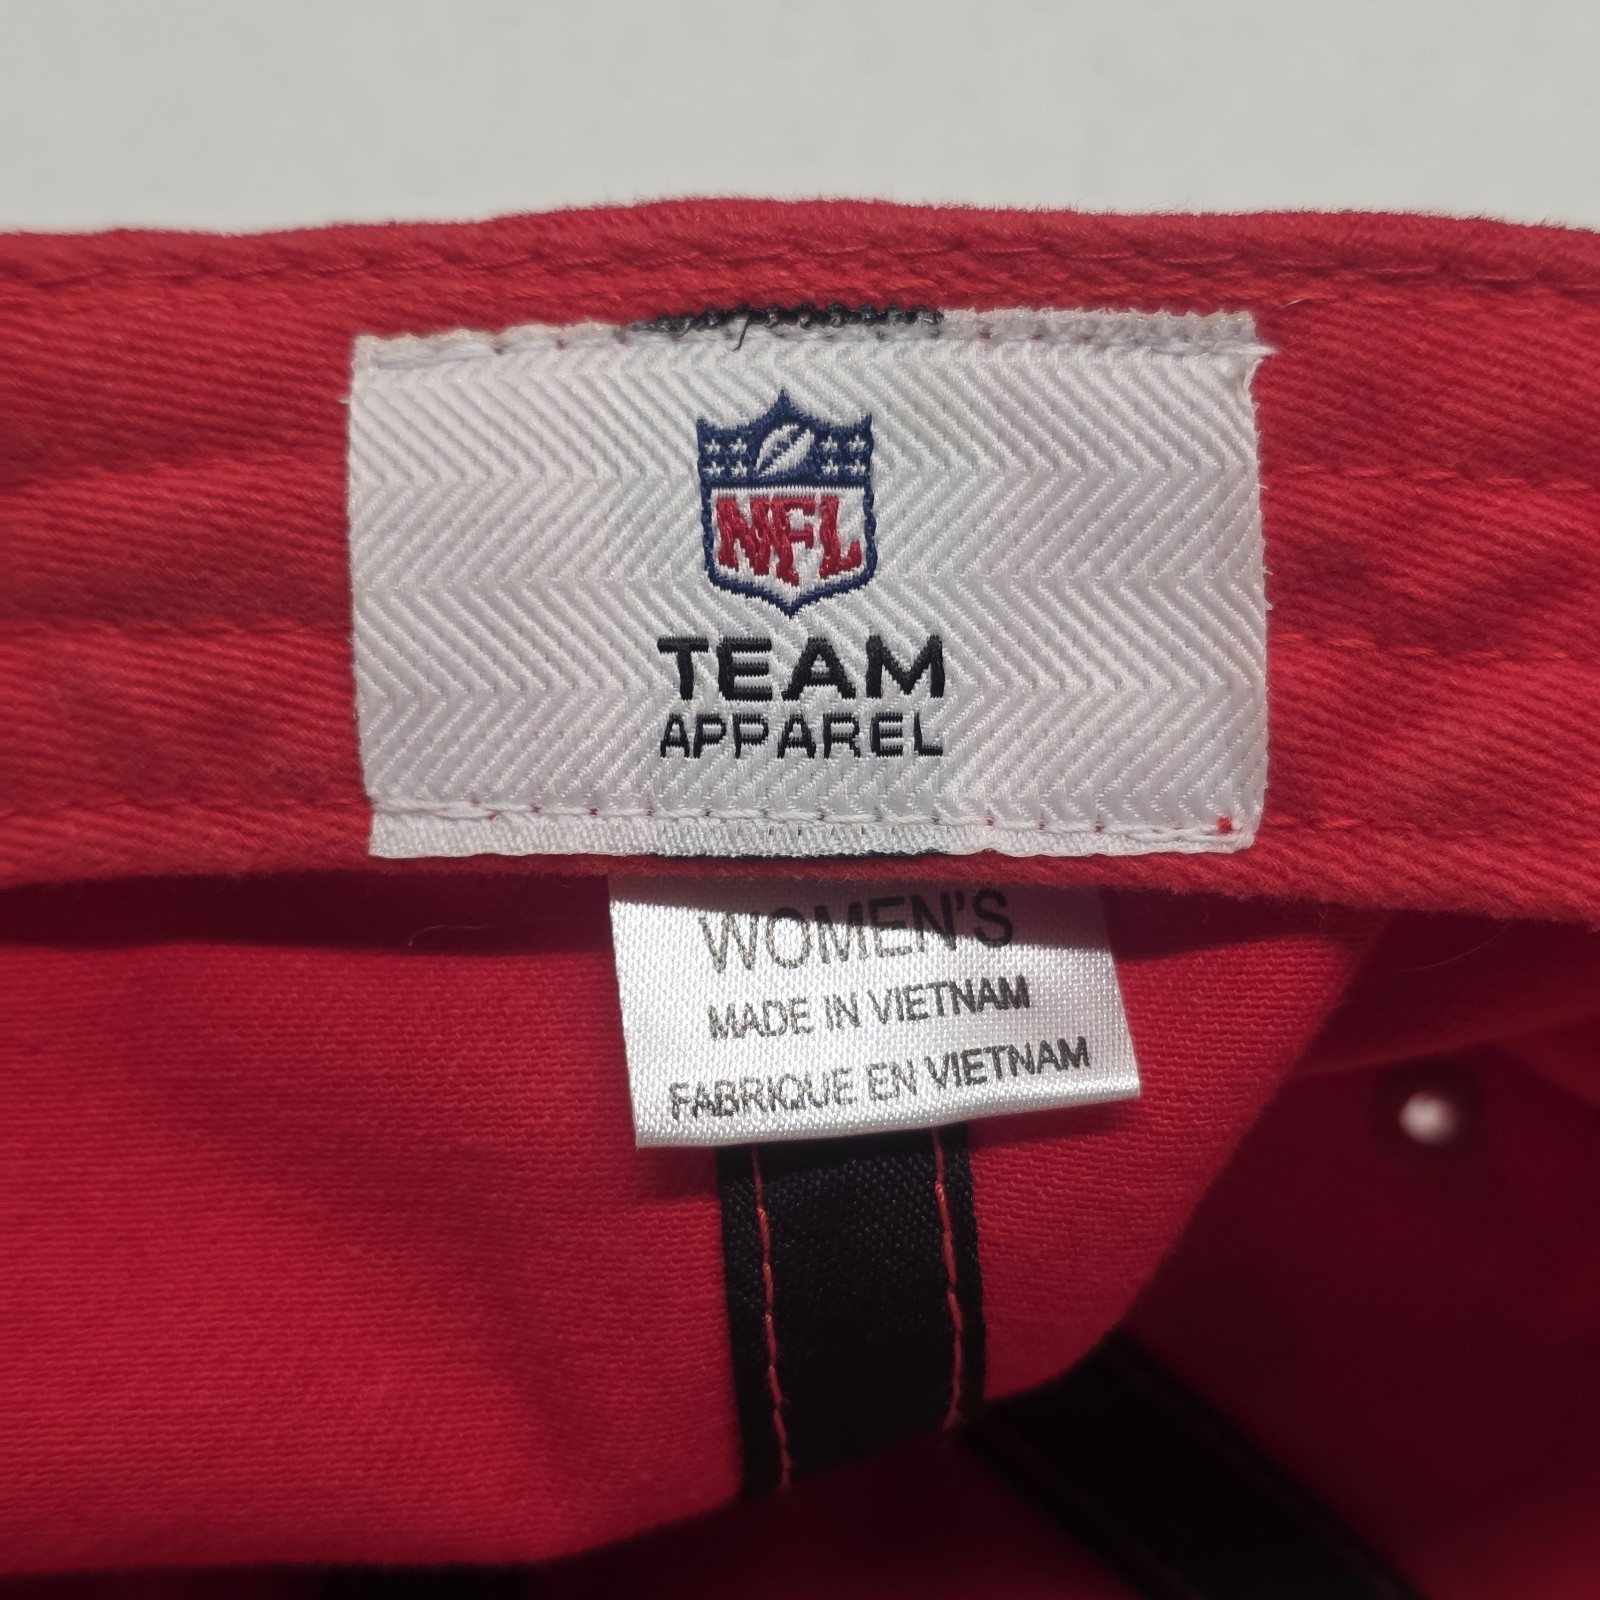 NFL
TEAM
APPAREL
WOMEN'S
MADE IN VIETNAM
FABRIQUE EN VIETNAM